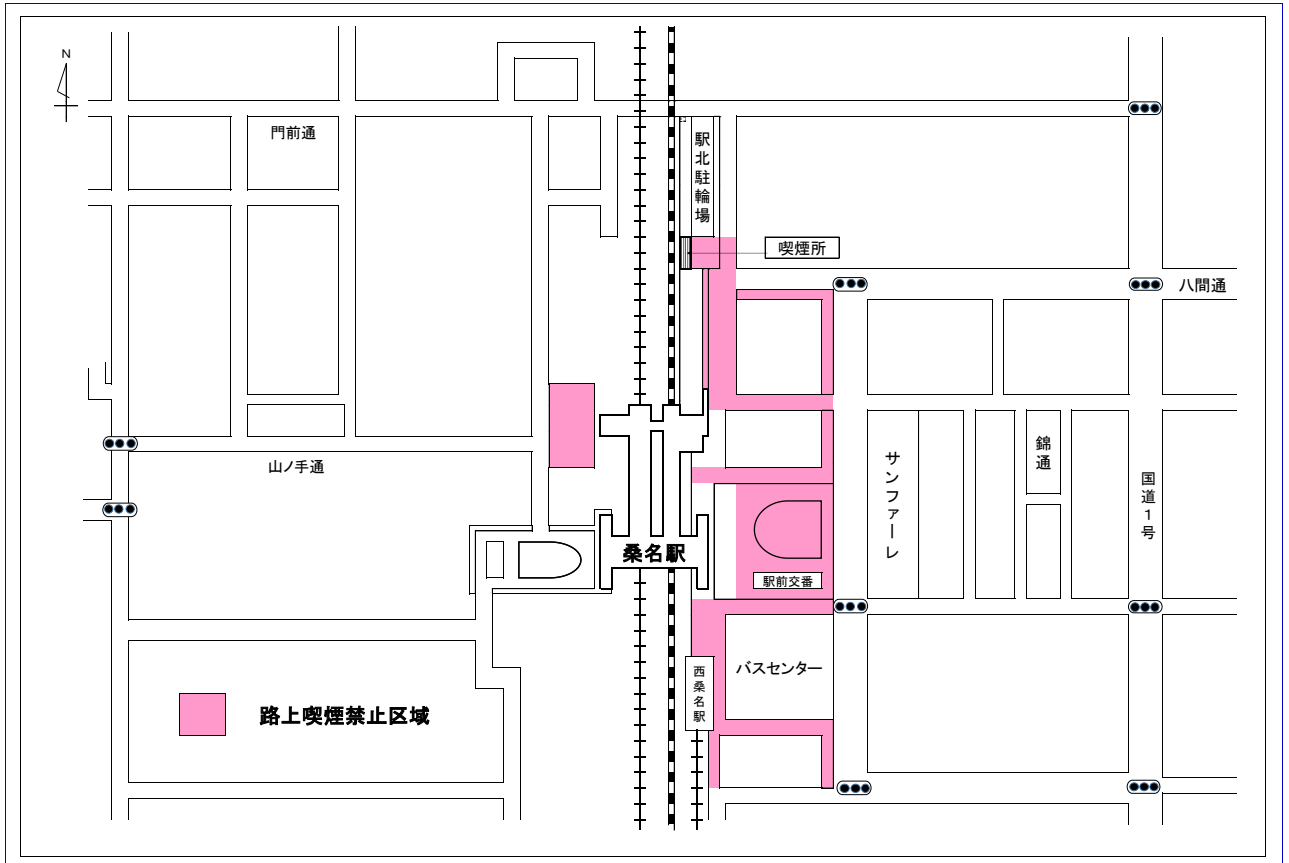 N
門前通
駅北駐輪場
喫煙所
八間通
山ノ手通
サンファーレ
錦通
国道1号
桑名駅
駅前交番
バスセンター
西桑名駅
路上喫煙禁止区域